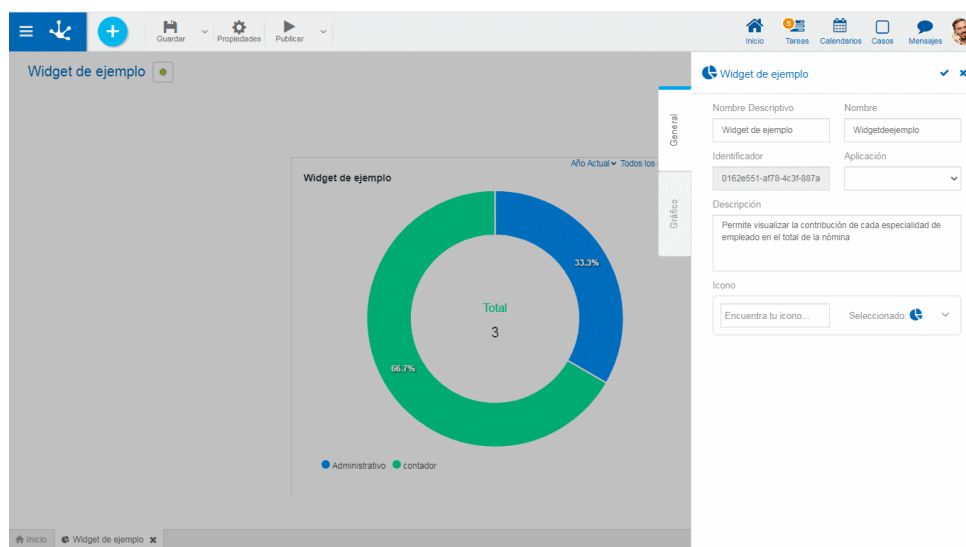 Guardar
Propiedades
Publicar
Inicio
5
Tareas
Calendarios
Casos
Mensajes
Widget de ejemplo
Año Actual Todos los
Widget de ejemplo
33.3%
Total
3
66.7%
Administrativo contador
General
Gráfico
Widget de ejemplo
Nombre Descriptivo Nombre
Widget de ejemplo Widgetdeejemplo
Identificador Aplicación
0162e551-af78-4c3f-887a
Descripción
Permite visualizar la contribución de cada especialidad de
empleado en el total de la nómina
Icono
Encuentra tu icono... Seleccionado:
Inicio Widget de ejemplo